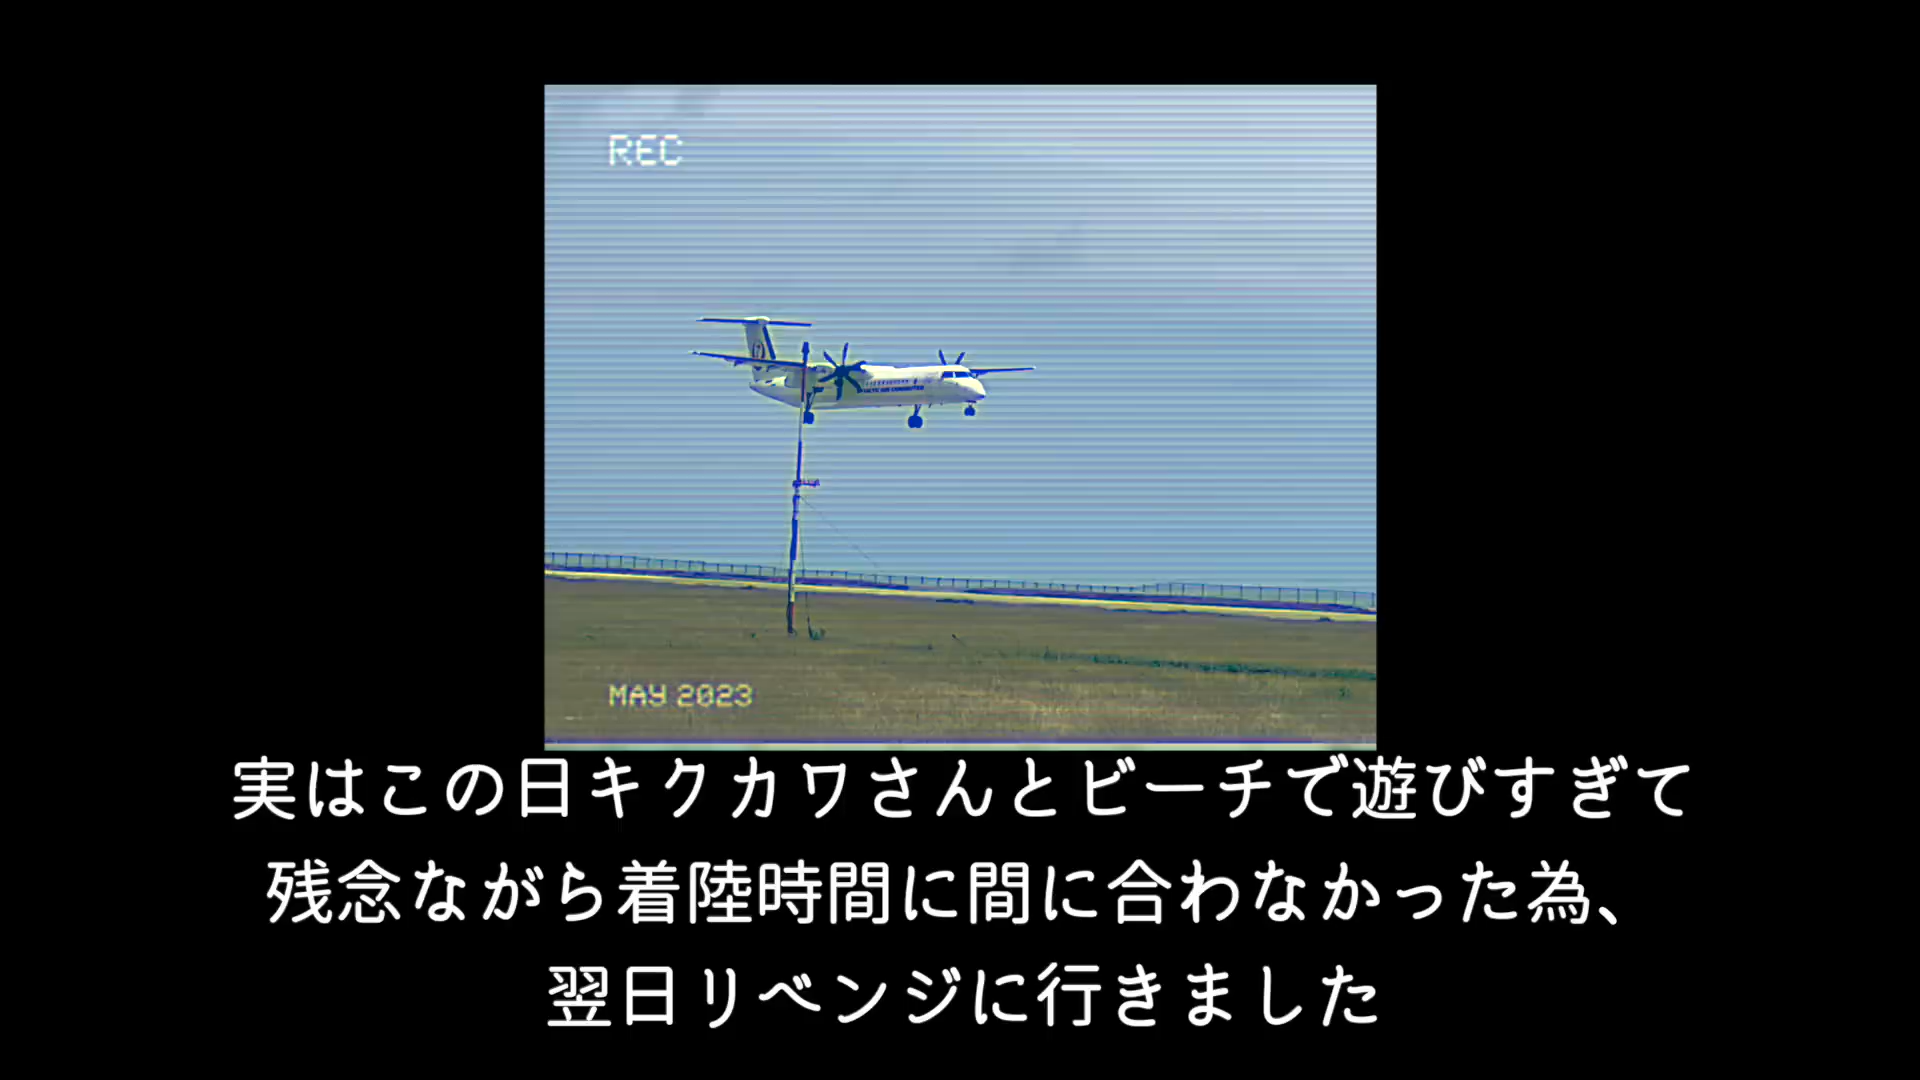 REC
MAY 2023
実はこの日キクカワさんとビーチで遊びすぎて
残念ながら着陸時間に間に合わなかった為、
翌日リベンジに行きました